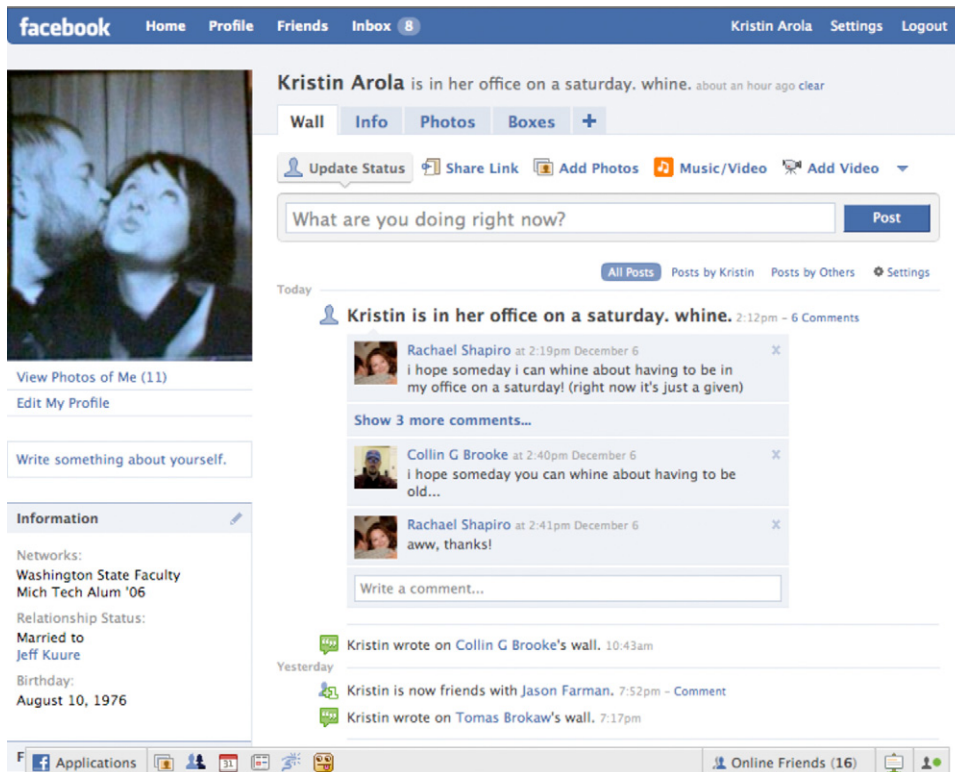 facebook Home Profile Friends Inbox 8 Kristin Arola Settings Logout
Kristin Arola is in her office on a saturday. whine. about an hour ago clear
Wall Info Photos Boxes +
Update Status Share Link Add Photos Music/Video Add Video
What are you doing right now? Post
All Posts Posts by Kristin Posts by Others Settings
Today
Kristin is in her office on a saturday. whine. 2:12pm – 6 Comments
Rachael Shapiro at 2:19pm December 6 x
i hope someday i can whine about having to be in
my office on a saturday! (right now it's just a given)
Show 3 more comments...
Collin G Brooke at 2:40pm December 6 x
i hope someday you can whine about having to be
old...
Rachael Shapiro at 2:41pm December 6 x
aww, thanks!
Write a comment...
Kristin wrote on Collin G Brooke's wall. 10:43am
Yesterday
Kristin is now friends with Jason Farman. 7:52pm – Comment
Kristin wrote on Tomas Brokaw's wall. 7:17pm
View Photos of Me (11)
Edit My Profile
Write something about yourself.
Information
Networks:
Washington State Faculty
Mich Tech Alum '06
Relationship Status:
Married to
Jeff Kuure
Birthday:
August 10, 1976
F
f Applications 31 Online Friends (16)